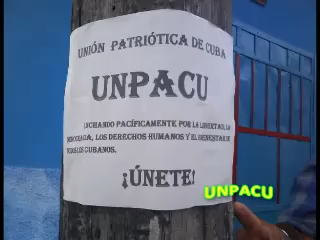 UNIÓN PATRIÓTICA DE CUBA
UNPACU
LUCHANDO PACÍFICAMENTE POR LA LIBERTAD, LA
DEMOCRACIA, LOS DERECHOS HUMANOS Y EL BIENESTAR DE
TODOS LOS CUBANOS.
¡ÚNETE!
UNPACU